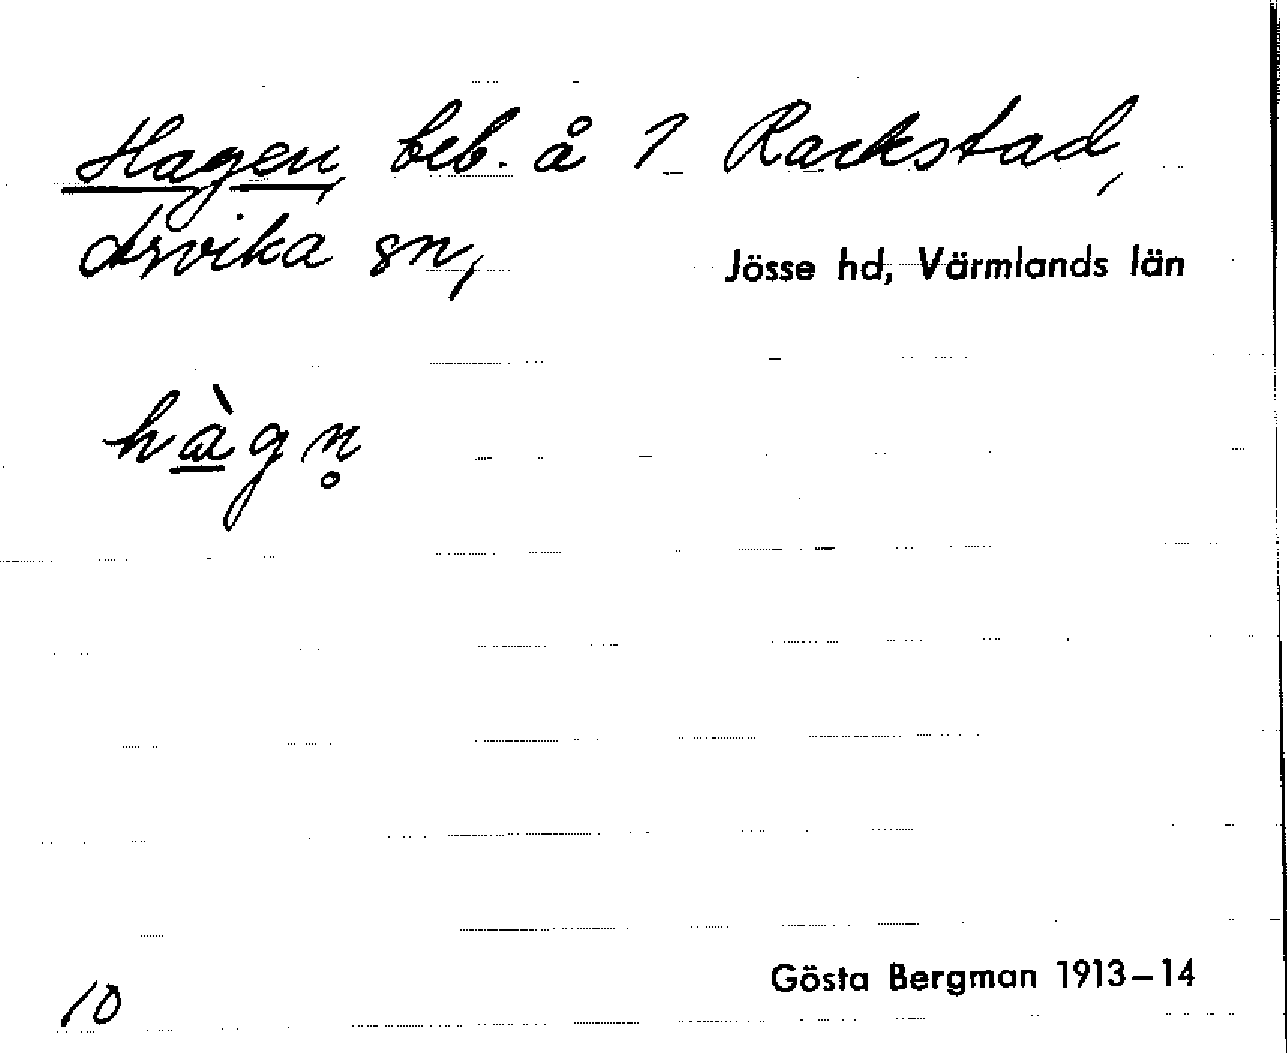 Hagen, beb. å 1 Rackstad,
Arvika sn, Jösse hd, Värmlands län
hàgn̥
Gösta Bergman 1913–14
10